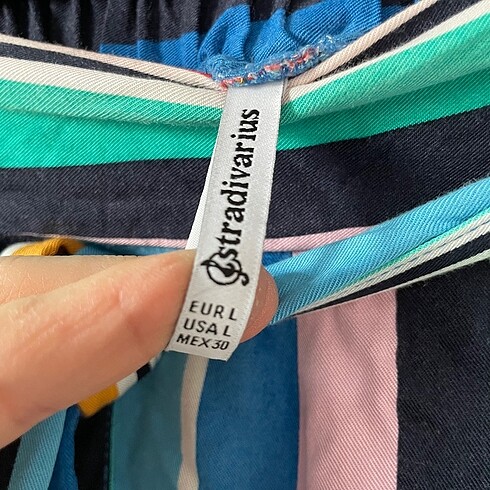 stradivarius
EUR L
USA L
MEX 30